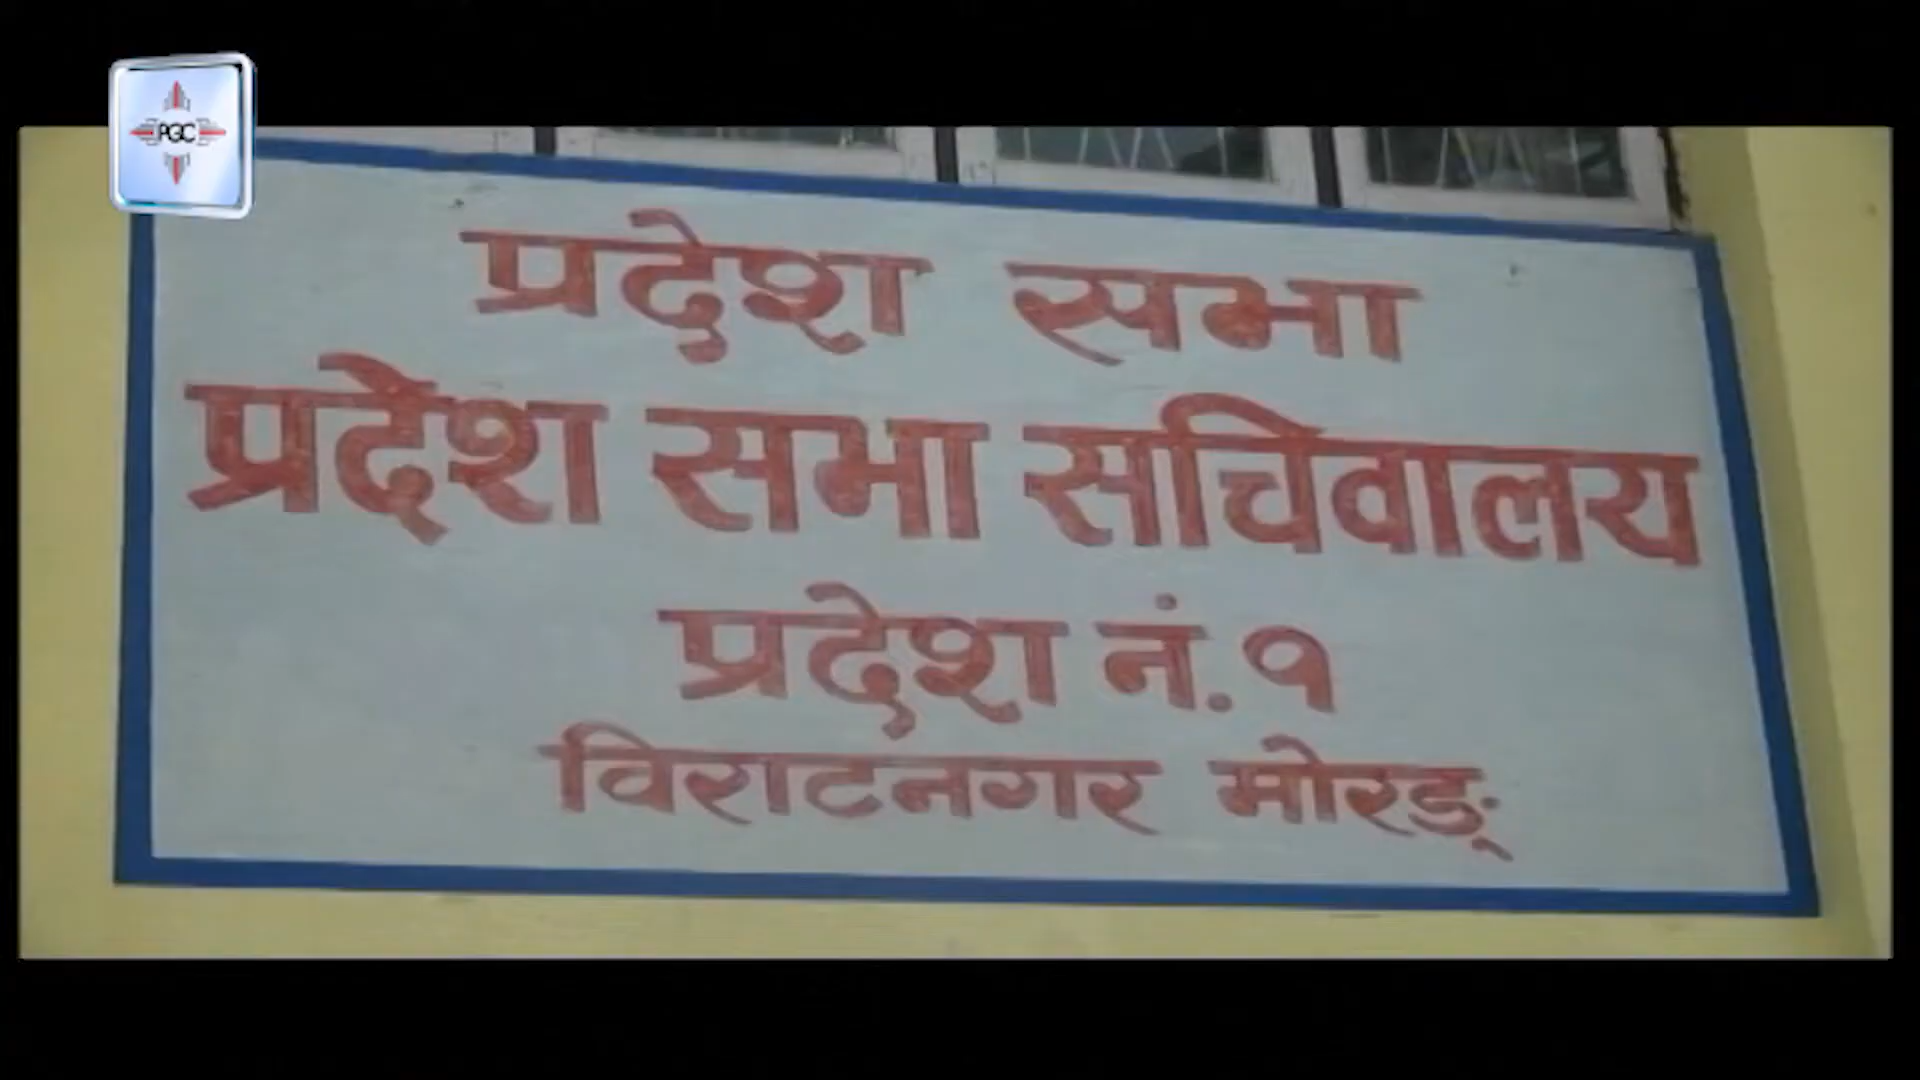 PGC
प्रदेश सभा
प्रदेश सभा सचिवालय
प्रदेश नं. १
विराटनगर मोरङ्